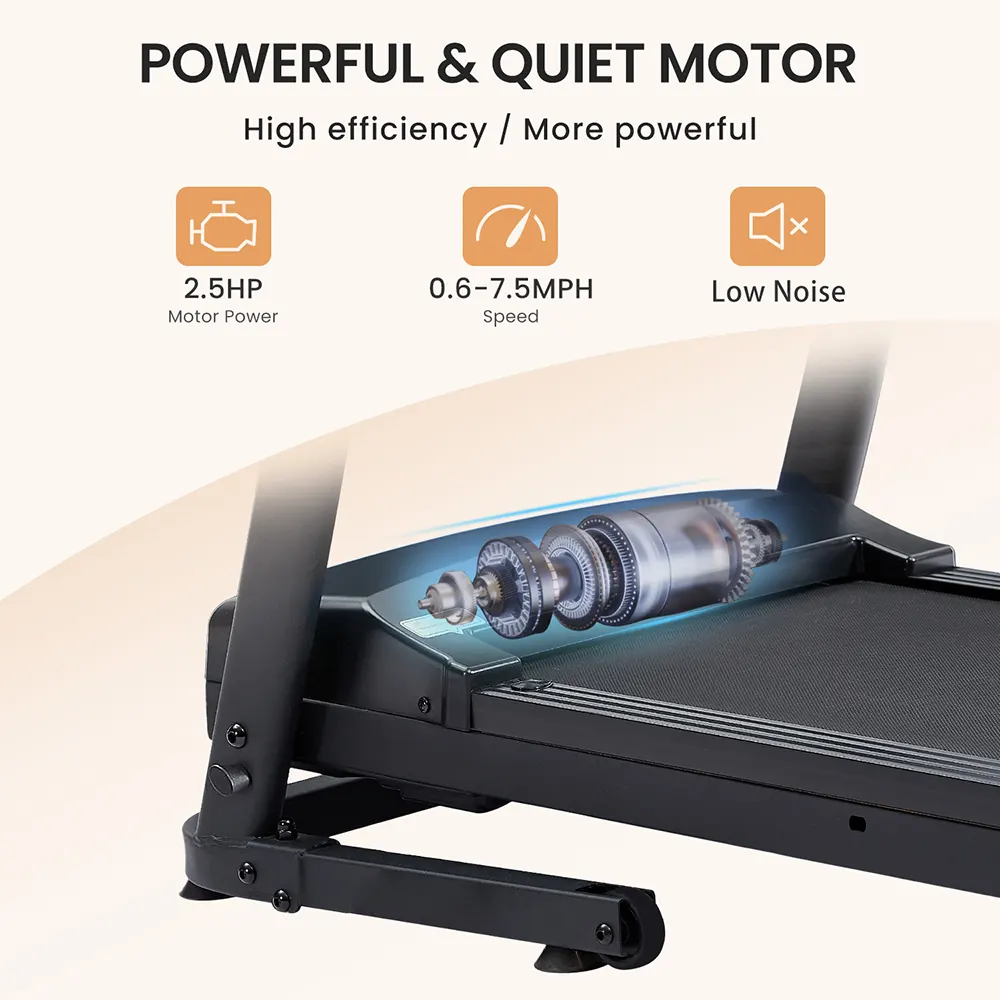 POWERFUL & QUIET MOTOR
High efficiency / More powerful
2.5HP
Motor Power
0.6-7.5MPH
Speed
Low Noise